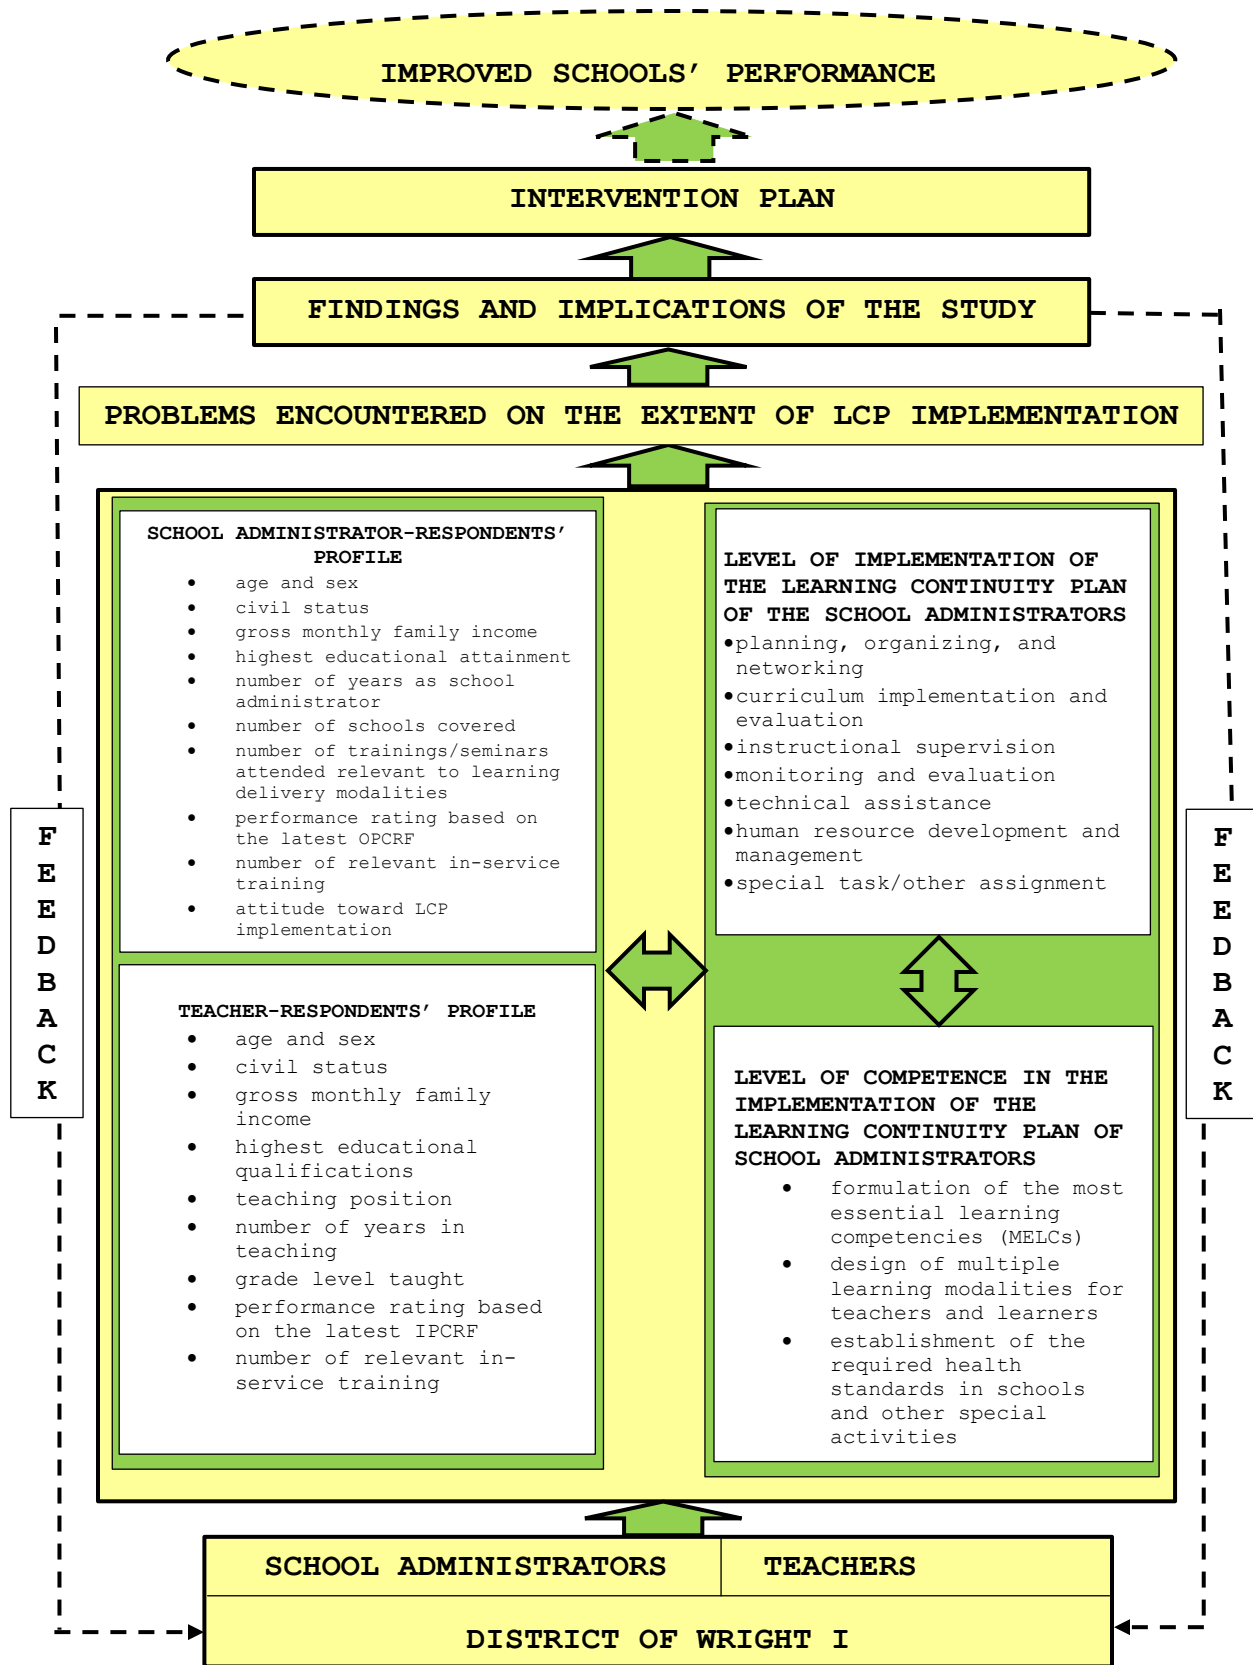 IMPROVED SCHOOLS’ PERFORMANCE
INTERVENTION PLAN
FINDINGS AND IMPLICATIONS OF THE STUDY
PROBLEMS ENCOUNTERED ON THE EXTENT OF LCP IMPLEMENTATION
SCHOOL ADMINISTRATOR-RESPONDENTS’
PROFILE
• age and sex
• civil status
• gross monthly family income
• highest educational attainment
• number of years as school
administrator
• number of schools covered
• number of trainings/seminars
attended relevant to learning
delivery modalities
• performance rating based on
the latest OPCRF
• number of relevant in-service
training
• attitude toward LCP
implementation
TEACHER-RESPONDENTS’ PROFILE
• age and sex
• civil status
• gross monthly family
income
• highest educational
qualifications
• teaching position
• number of years in
teaching
• grade level taught
• performance rating based
on the latest IPCRF
• number of relevant in-
service training
LEVEL OF IMPLEMENTATION OF
THE LEARNING CONTINUITY PLAN
OF THE SCHOOL ADMINISTRATORS
•planning, organizing, and
networking
•curriculum implementation and
evaluation
•instructional supervision
•monitoring and evaluation
•technical assistance
•human resource development and
management
•special task/other assignment
LEVEL OF COMPETENCE IN THE
IMPLEMENTATION OF THE
LEARNING CONTINUITY PLAN OF
SCHOOL ADMINISTRATORS
• formulation of the most
essential learning
competencies (MELCs)
• design of multiple
learning modalities for
teachers and learners
• establishment of the
required health
standards in schools
and other special
activities
F
E
E
D
B
A
C
K
F
E
E
D
B
A
C
K
SCHOOL ADMINISTRATORS
TEACHERS
DISTRICT OF WRIGHT I